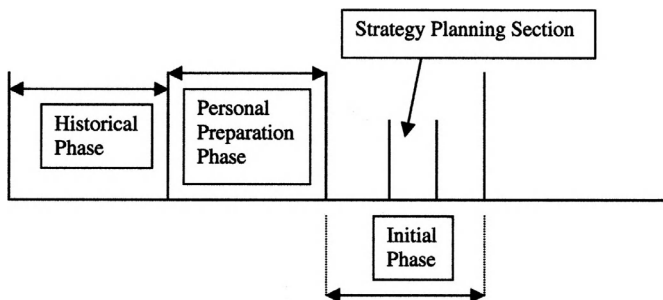 Strategy Planning Section
Historical
Phase
Personal
Preparation
Phase
Initial
Phase